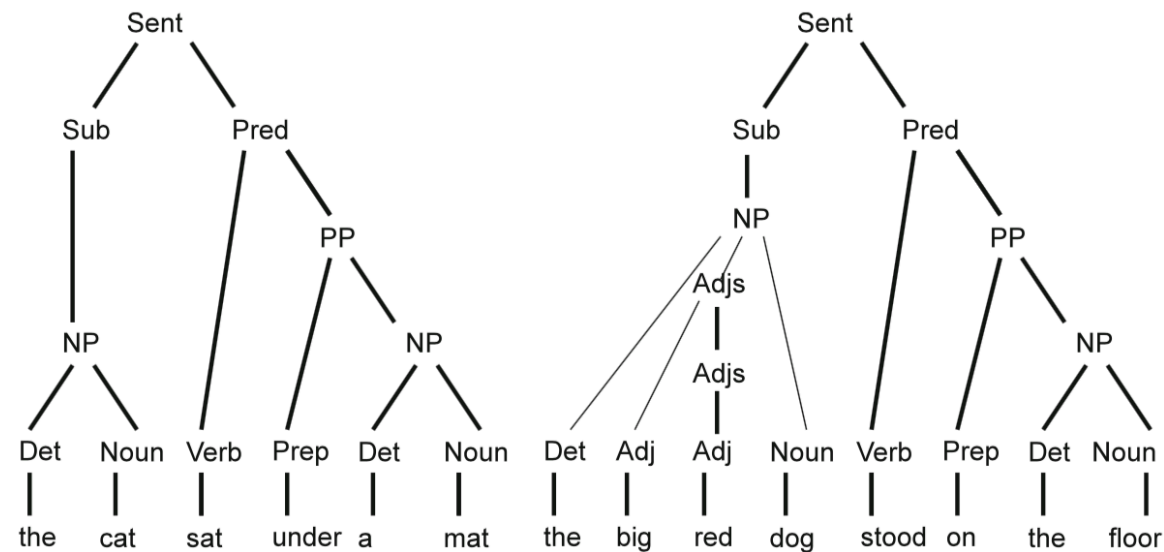 Sent Sent
Sub Pred Sub Pred
NP
PP PP
Adjs
NP NP NP
Adjs
Det Noun Verb Prep Det Noun Det Adj Adj Noun Verb Prep Det Noun
the cat sat under a mat the big red dog stood on the floor